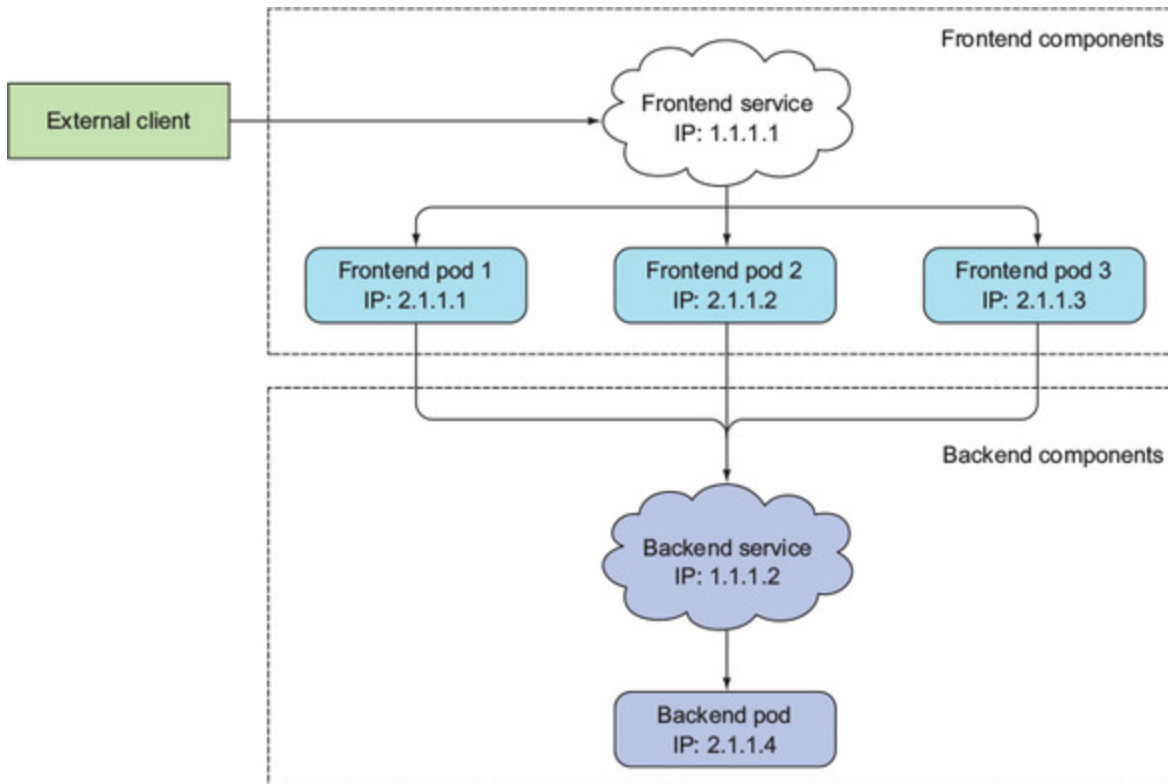 Frontend components
External client
Frontend service
IP: 1.1.1.1
Frontend pod 1
IP: 2.1.1.1
Frontend pod 2
IP: 2.1.1.2
Frontend pod 3
IP: 2.1.1.3
Backend components
Backend service
IP: 1.1.1.2
Backend pod
IP: 2.1.1.4